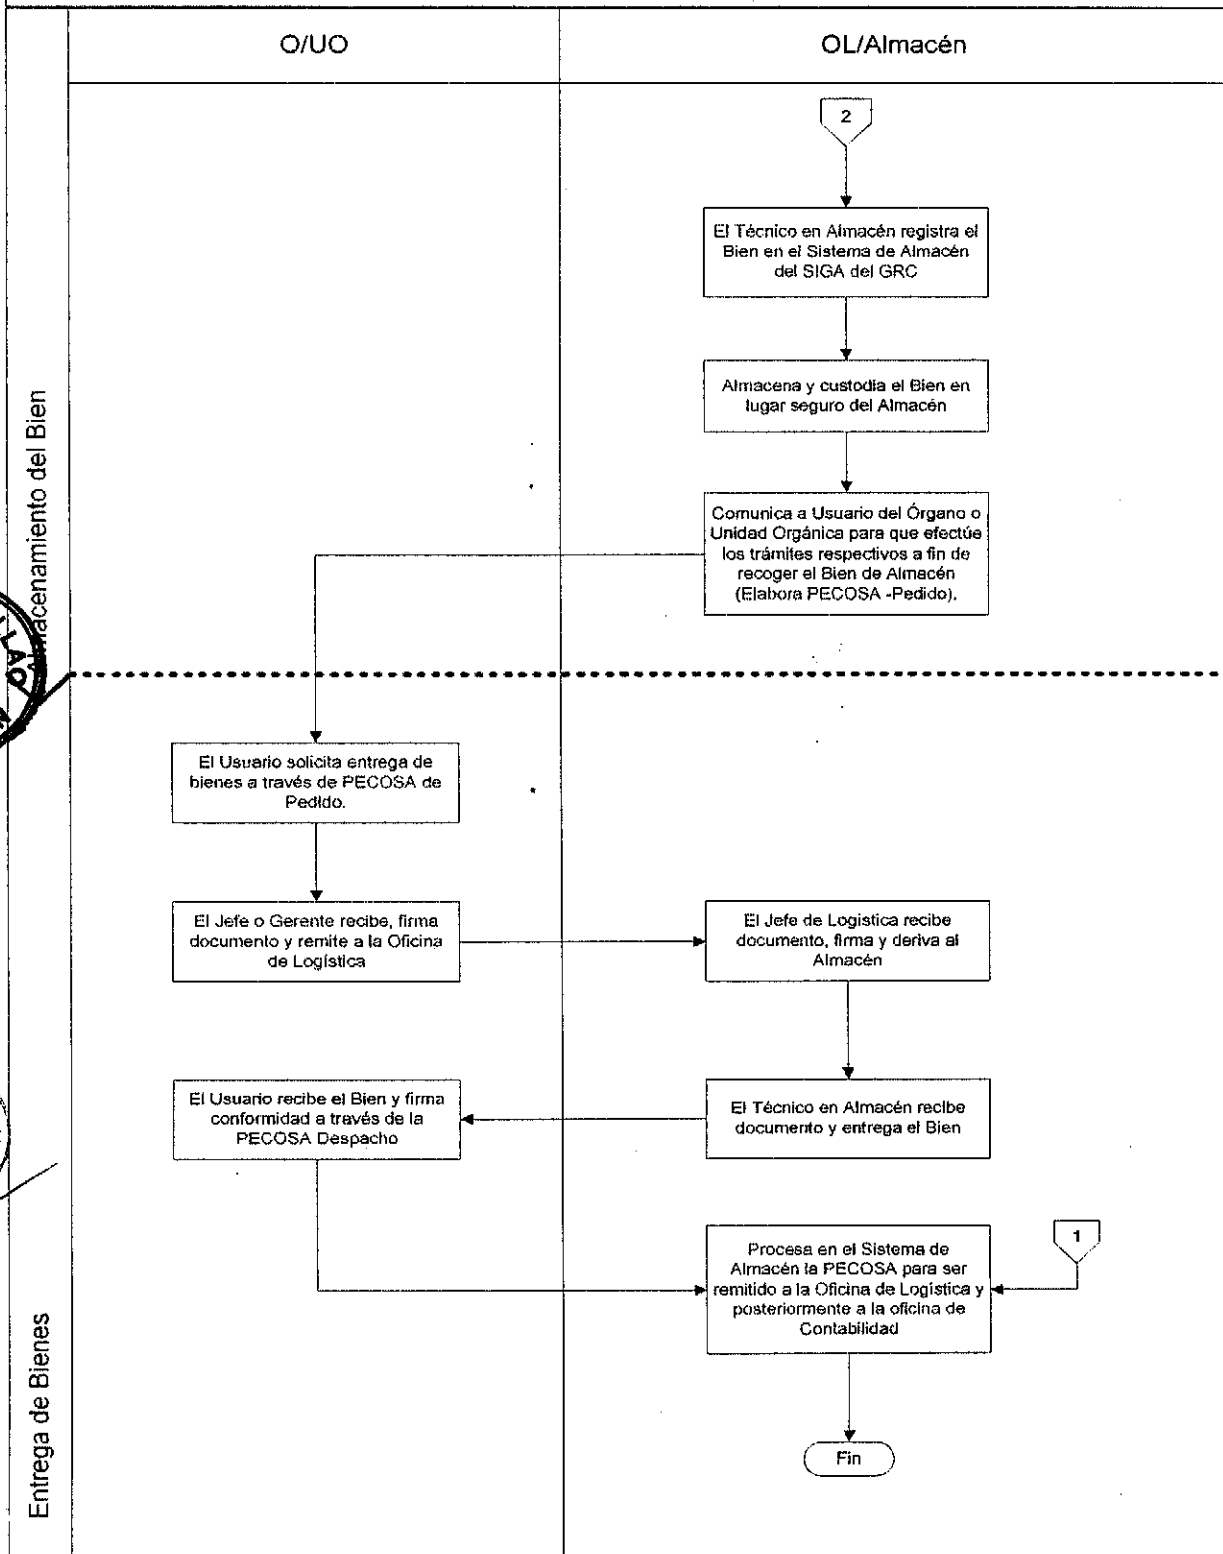 O/UO
OL/Almacén
2
El Técnico en Almacén registra el
Bien en el Sistema de Almacén
del SIGA del GRC
Almacena y custodia el Bien en
lugar seguro del Almacén
Comunica a Usuario del Órgano o
Unidad Orgánica para que efectúe
los trámites respectivos a fin de
recoger el Bien de Almacén
(Elabora PECOSA -Pedido).
macenamiento del Bien
El Usuario solicita entrega de
bienes a través de PECOSA de
Pedido.
El Jefe o Gerente recibe, firma
documento y remite a la Oficina
de Logística
El Jefe de Logística recibe
documento, firma y deriva al
Almacén
El Técnico en Almacén recibe
documento y entrega el Bien
El Usuario recibe el Bien y firma
conformidad a través de la
PECOSA Despacho
1
Procesa en el Sistema de
Almacén la PECOSA para ser
remitido a la Oficina de Logística y
posteriormente a la oficina de
Contabilidad
Fin
Entrega de Bienes